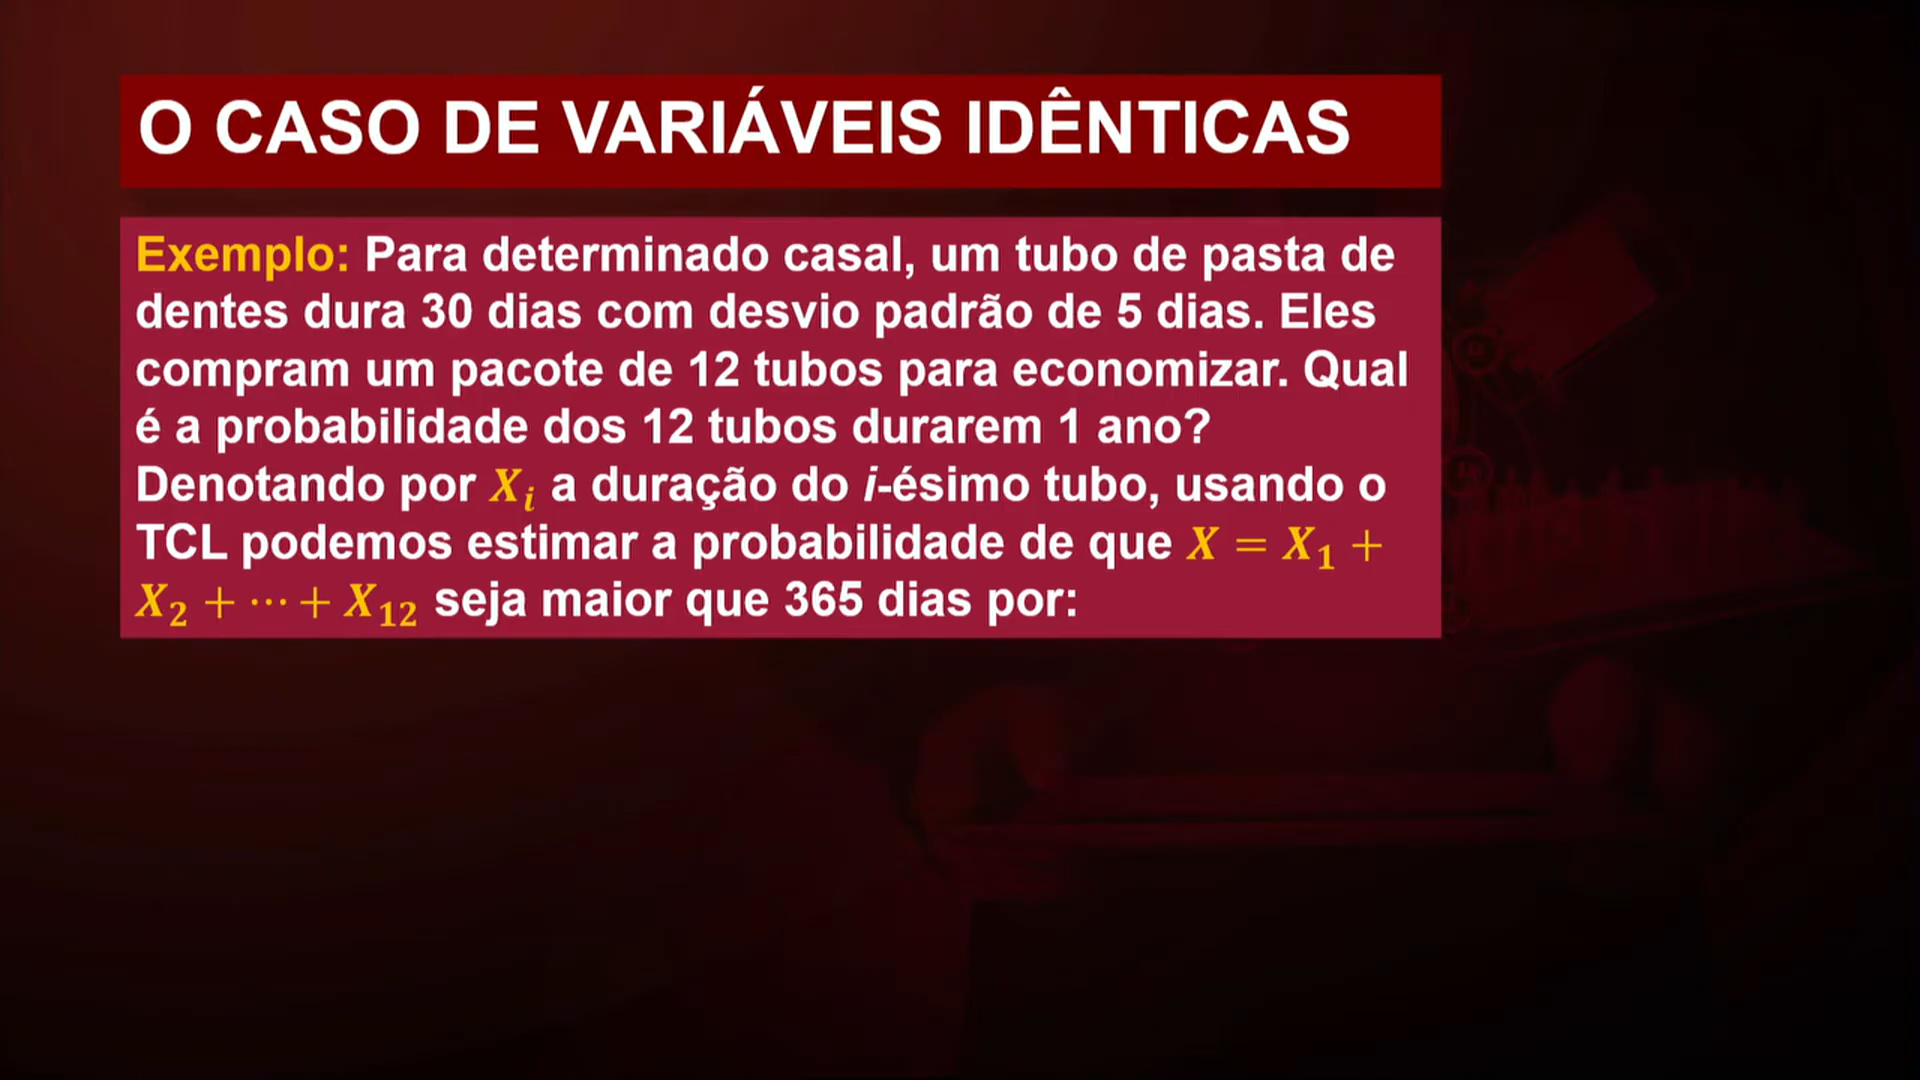 O CASO DE VARIÁVEIS IDÊNTICAS
Exemplo: Para determinado casal, um tubo de pasta de
dentes dura 30 dias com desvio padrão de 5 dias. Eles
compram um pacote de 12 tubos para economizar. Qual
é a probabilidade dos 12 tubos durarem 1 ano?
Denotando por Xᵢ a duração do i-ésimo tubo, usando o
TCL podemos estimar a probabilidade de que X = X₁ +
X₂ + ⋯ + X₁₂ seja maior que 365 dias por: